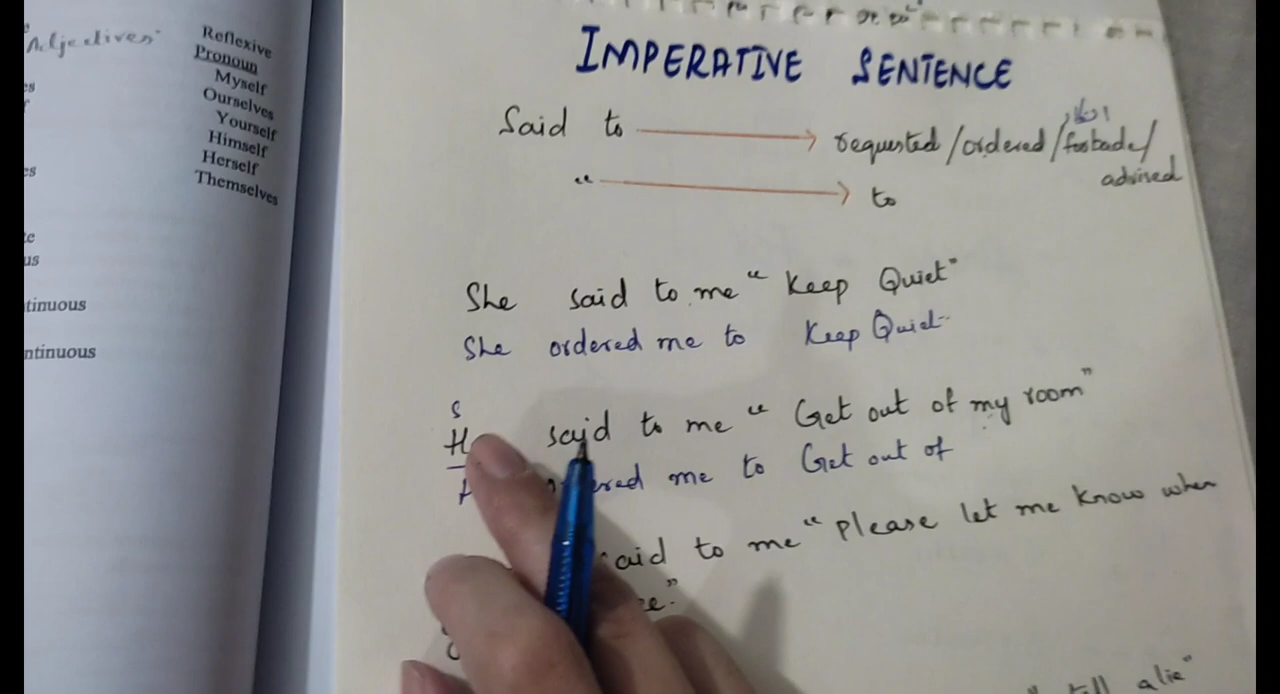 Adjectives
Reflexive
Pronoun
Myself
Ourselves
Yourself
Himself
Herself
Themselves
tinuous
ntinuous
IMPERATIVE SENTENCE
Said to → requested/ordered/forbade/
advised
" → to
She said to me "Keep Quiet"
She ordered me to Keep Quiet.
S
H said to me "Get out of my room"
ered me to Get out of
said to me "please let me know when
e."
tell a lie"